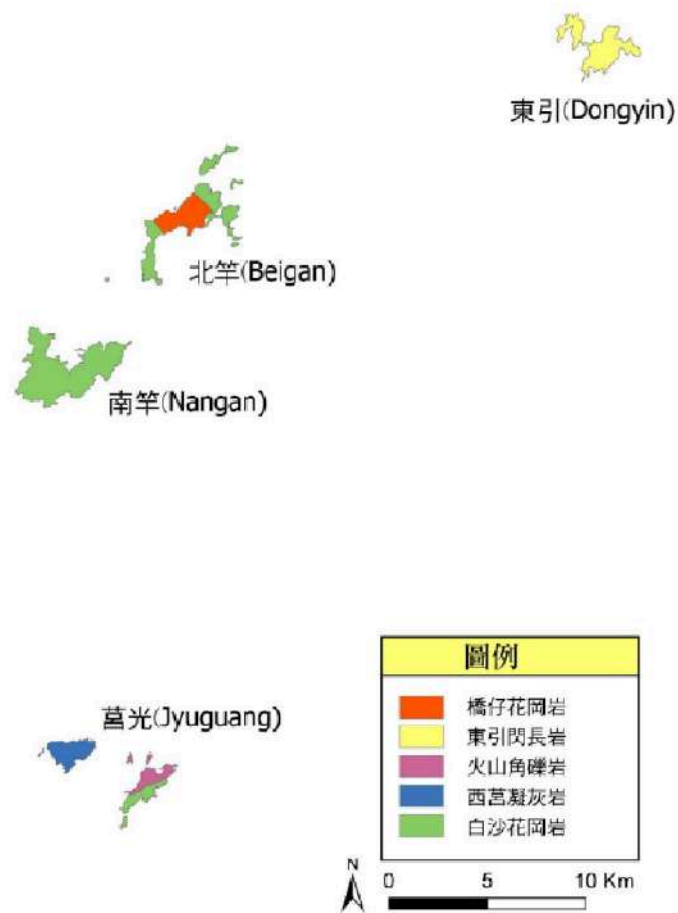 東引(Dongyin)
北竿(Beigan)
南竿(Nangan)
莒光(Jyuguang)
圖例
橋仔花岡岩
東引閃長岩
火山角礫岩
西莒凝灰岩
白沙花岡岩
N
0 5 10 Km